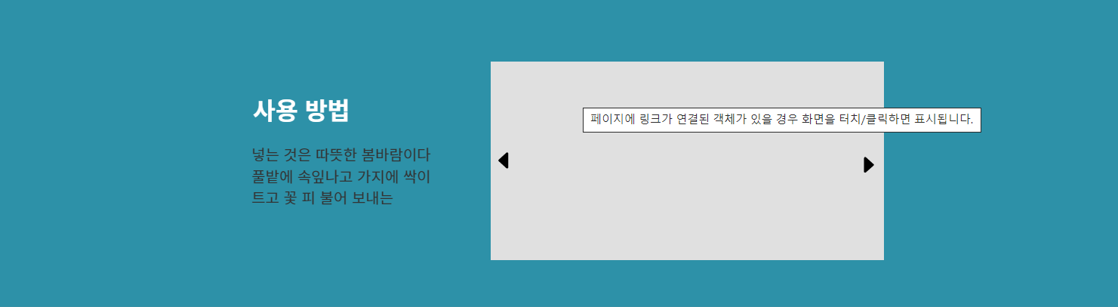 사용 방법
넣는 것은 따뜻한 봄바람이다
풀밭에 속잎나고 가지에 싹이
트고 꽃 피 불어 보내는
페이지에 링크가 연결된 객체가 있을 경우 화면을 터치/클릭하면 표시됩니다.